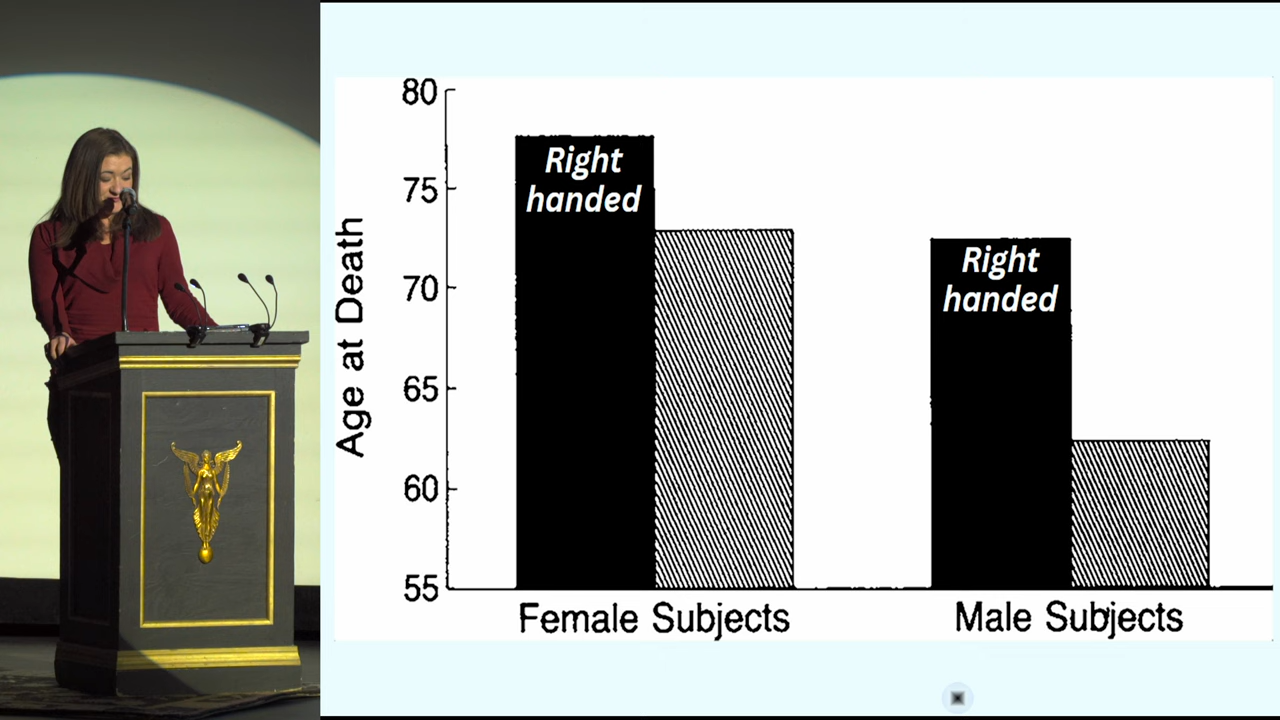 80
75
70
65
60
55
Age at Death
Right
handed
Right
handed
Female Subjects
Male Subjects